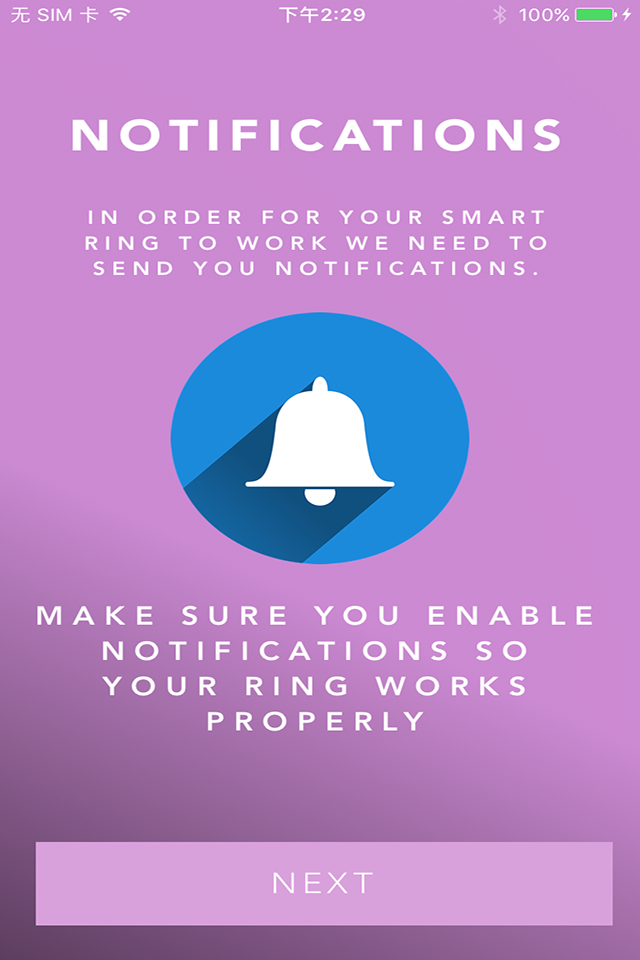 无 SIM 卡 下午2:29 100%
NOTIFICATIONS
IN ORDER FOR YOUR SMART
RING TO WORK WE NEED TO
SEND YOU NOTIFICATIONS.
MAKE SURE YOU ENABLE
NOTIFICATIONS SO
YOUR RING WORKS
PROPERLY
NEXT